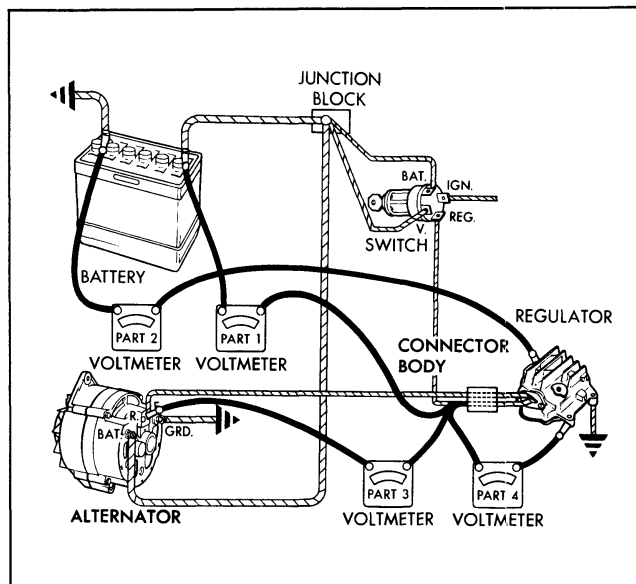 JUNCTION
BLOCK
BAT.
IGN.
REG.
V.
SWITCH
BATTERY
REGULATOR
PART 2
PART 1
CONNECTOR
BODY
VOLTMETER
VOLTMETER
F.
R.
BAT.
GRD.
PART 3
PART 4
ALTERNATOR
VOLTMETER
VOLTMETER